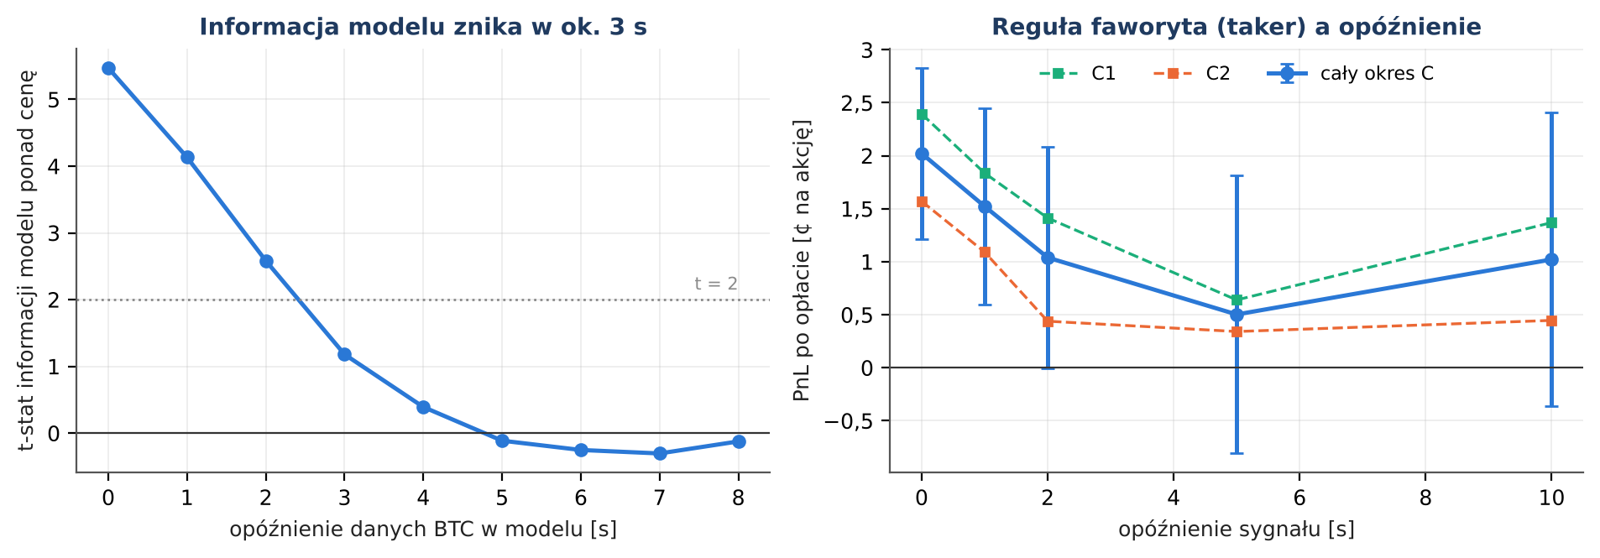 Informacja modelu znika w ok. 3 s
t-stat informacji modelu ponad cenę
5
4
3
2
1
0
t = 2
0 1 2 3 4 5 6 7 8
opóźnienie danych BTC w modelu [s]
Reguła faworyta (taker) a opóźnienie
PnL po opłacie [¢ na akcję]
3
2,5
2
1,5
1
0,5
0
−0,5
C1 C2 cały okres C
0 2 4 6 8 10
opóźnienie sygnału [s]